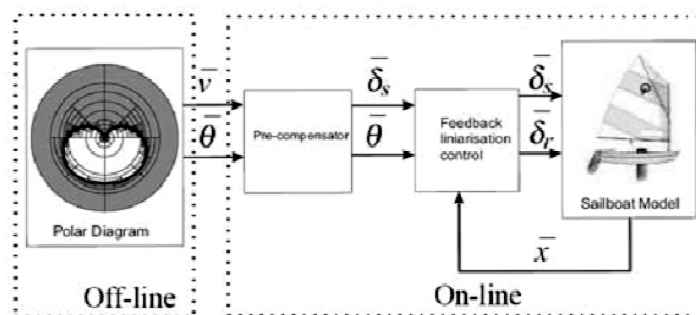 v̄ δ̄ₛ δ̄ₛ
θ̄ Pre-compensator θ̄ Feedback
liniarisation
control
δ̄ᵣ
Polar Diagram
Sailboat Model
x̄
Off-line
On-line